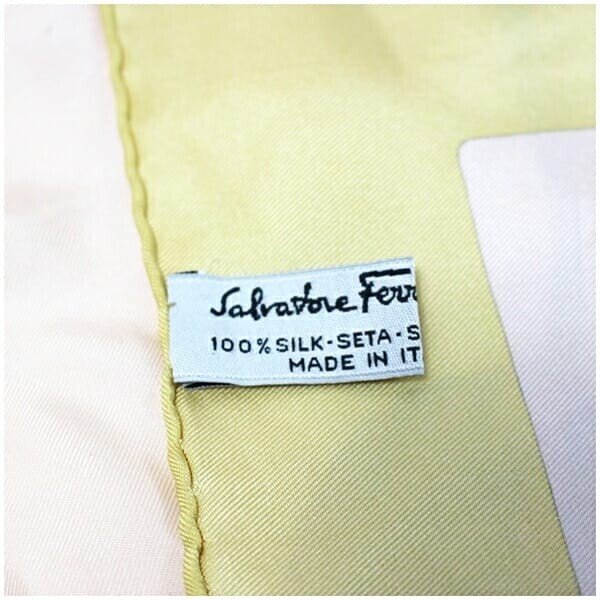 Salvatore Ferr
100% SILK-SETA-S
MADE IN IT